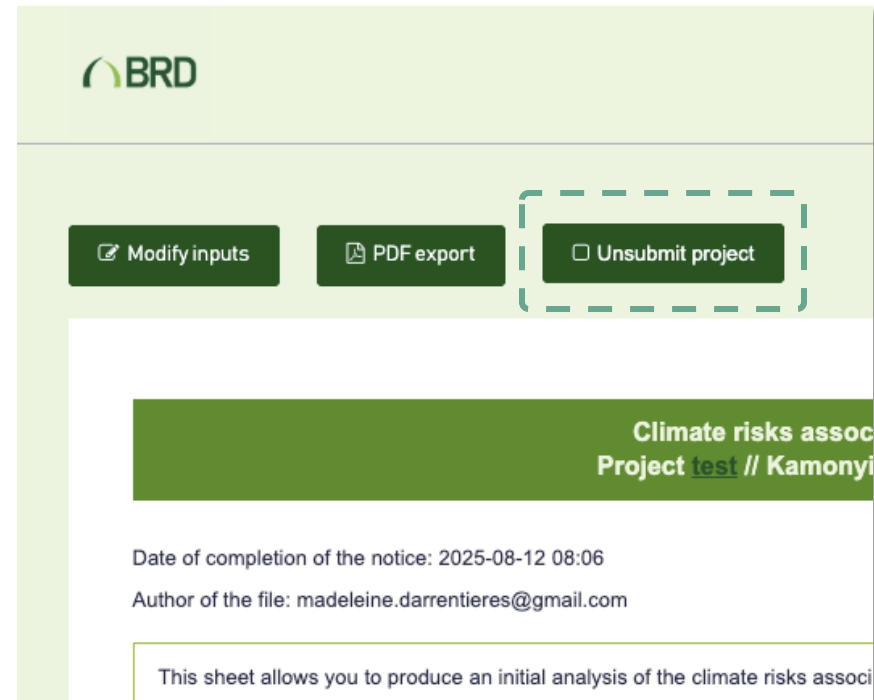 BRD
Modify inputs
PDF export
Unsubmit project
Climate risks assoc
Project test // Kamonyi
Date of completion of the notice: 2025-08-12 08:06
Author of the file: madeleine.darrentieres@gmail.com
This sheet allows you to produce an initial analysis of the climate risks associ